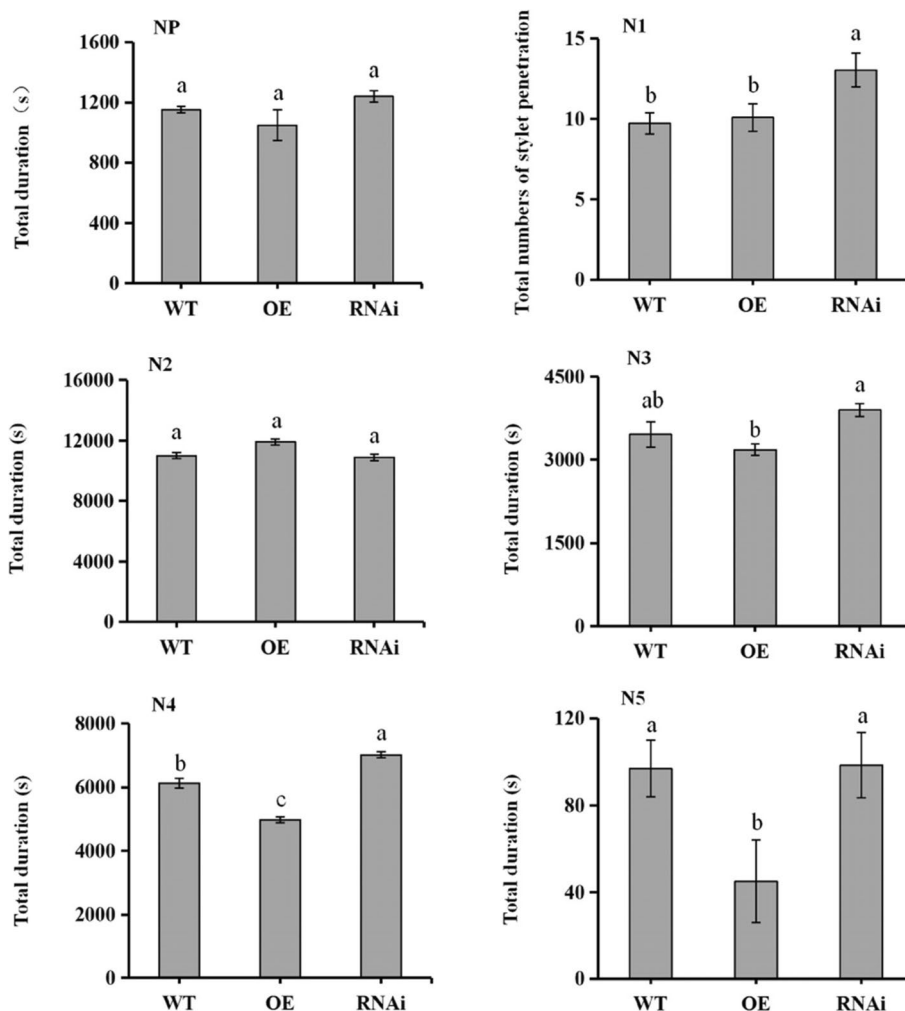 NP
Total duration（s）
1600
1200
800
400
0
a
a
a
WT
OE
RNAi
N1
Total numbers of stylet penetration
15
10
5
0
b
b
a
WT
OE
RNAi
N2
Total duration (s)
16000
12000
8000
4000
0
a
a
a
WT
OE
RNAi
N3
Total duration (s)
4500
3000
1500
0
ab
b
a
WT
OE
RNAi
N4
Total duration (s)
8000
6000
4000
2000
0
b
c
a
WT
OE
RNAi
N5
Total duration (s)
120
80
40
0
a
b
a
WT
OE
RNAi